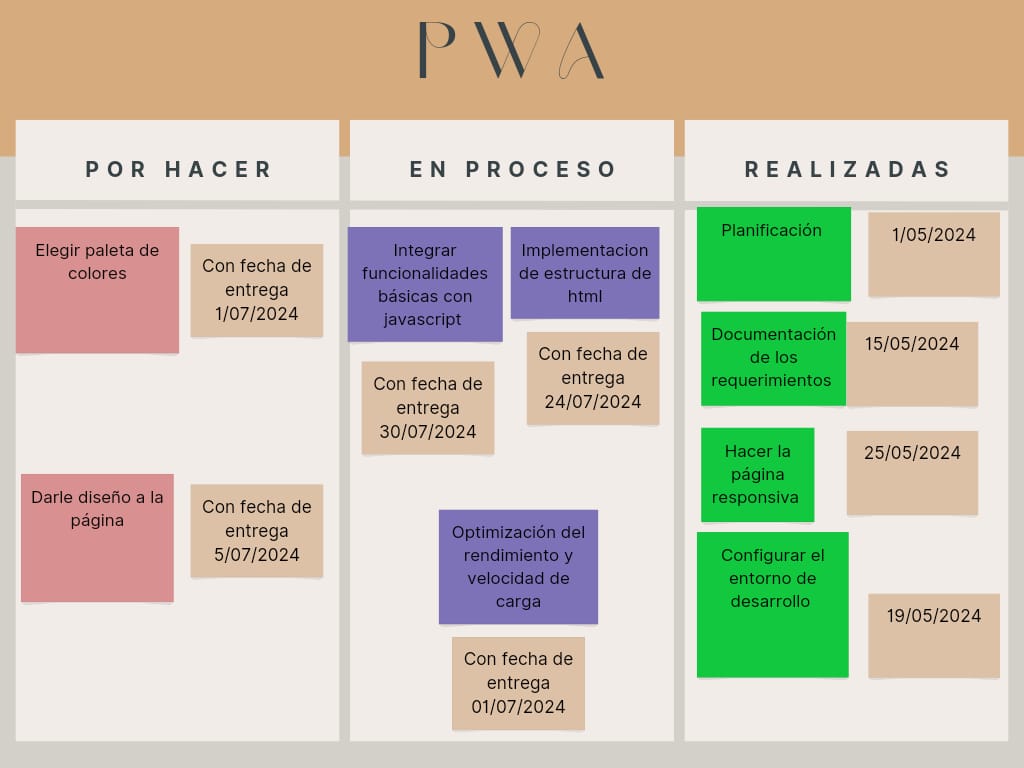 PWA
POR HACER
EN PROCESO
REALIZADAS
Elegir paleta de
colores
Con fecha de
entrega
1/07/2024
Darle diseño a la
página
Con fecha de
entrega
5/07/2024
Integrar
funcionalidades
básicas con
javascript
Con fecha de
entrega
30/07/2024
Implementacion
de estructura de
html
Con fecha de
entrega
24/07/2024
Optimización del
rendimiento y
velocidad de
carga
Con fecha de
entrega
01/07/2024
Planificación
1/05/2024
Documentación
de los
requerimientos
15/05/2024
Hacer la
página
responsiva
25/05/2024
Configurar el
entorno de
desarrollo
19/05/2024